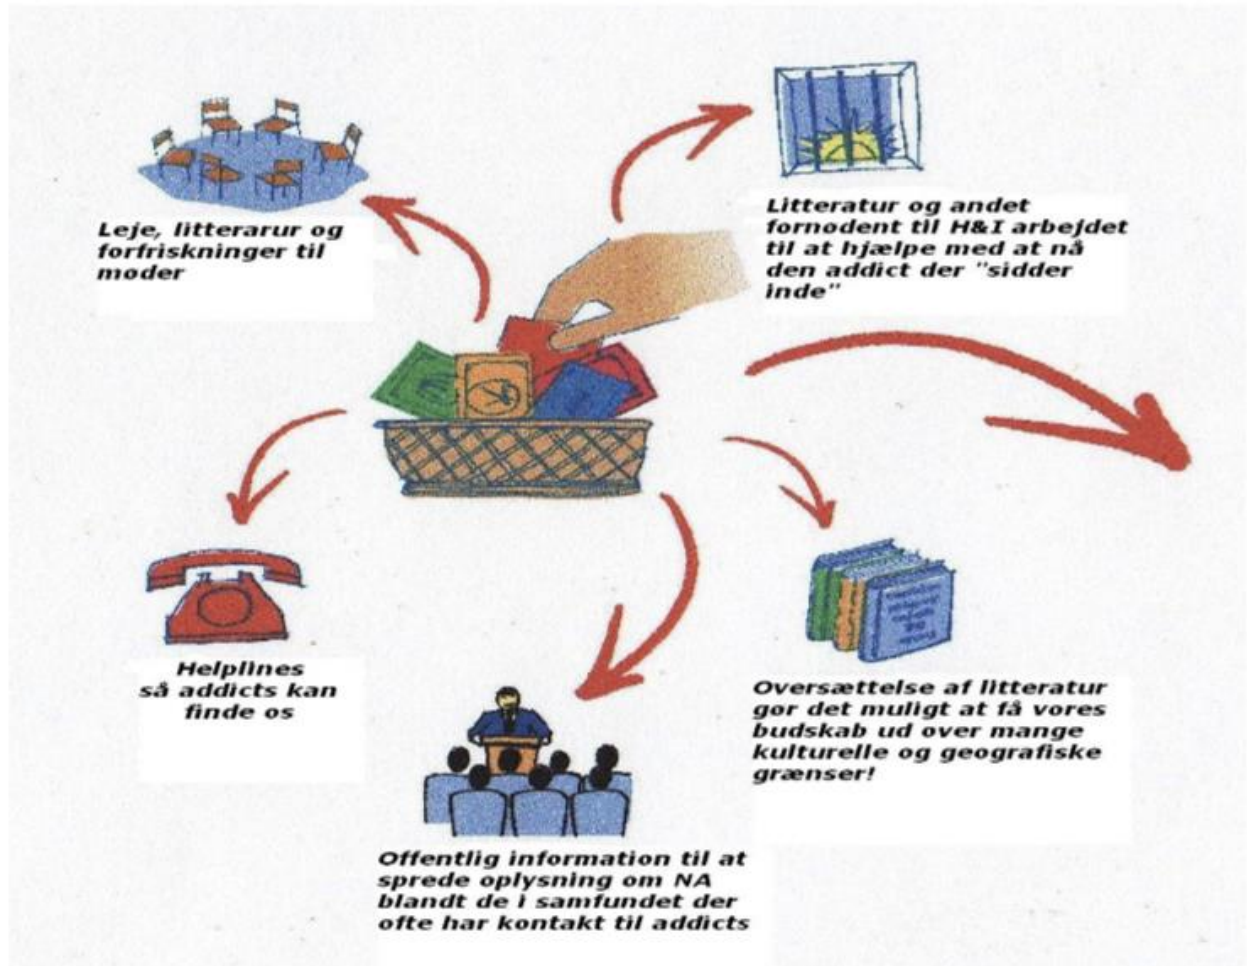 Leje, litterarur og
forfriskninger til
møder
Litteratur og andet
fornødent til H&I arbejdet
til at hjælpe med at nå
den addict der "sidder
inde"
Helplines
så addicts kan
finde os
Oversættelse af litteratur
gør det muligt at få vores
budskab ud over mange
kulturelle og geografiske
grænser!
Offentlig information til at
sprede oplysning om NA
blandt de i samfundet der
ofte har kontakt til addicts